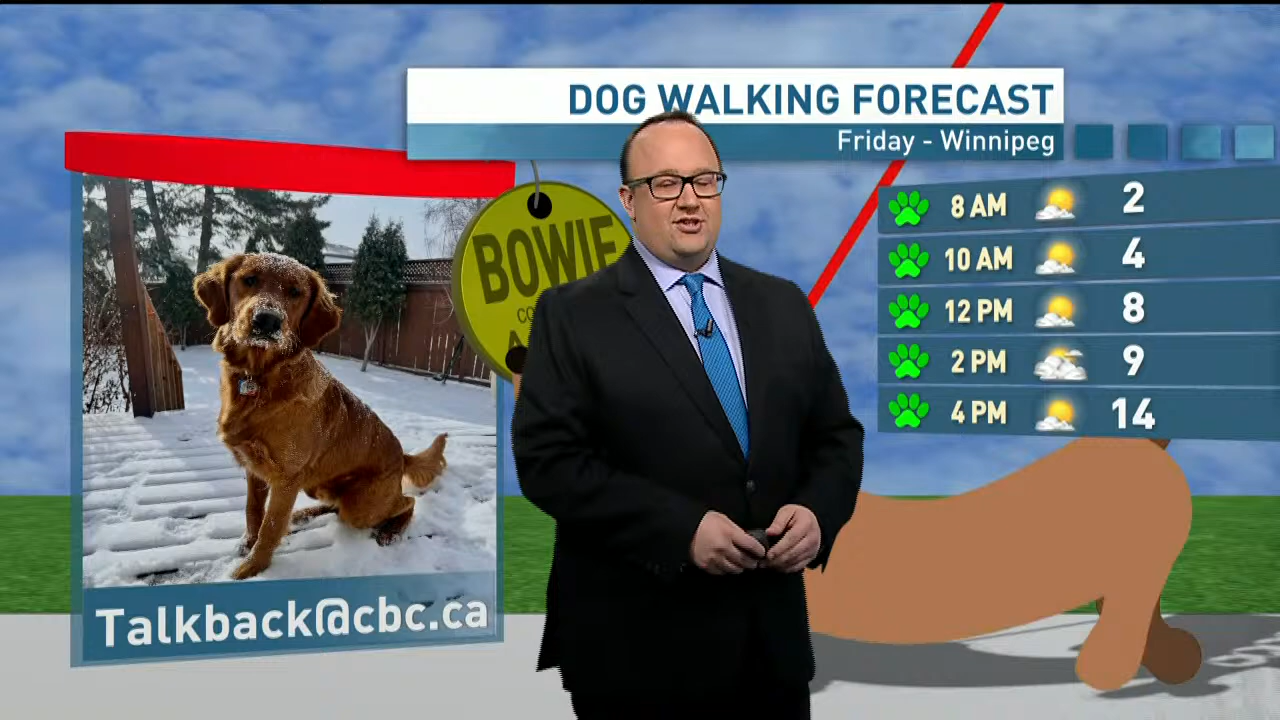 DOG WALKING FORECAST
Friday - Winnipeg
BOWIE
8 AM 2
10 AM 4
12 PM 8
2 PM 9
4 PM 14
Talkback@cbc.ca